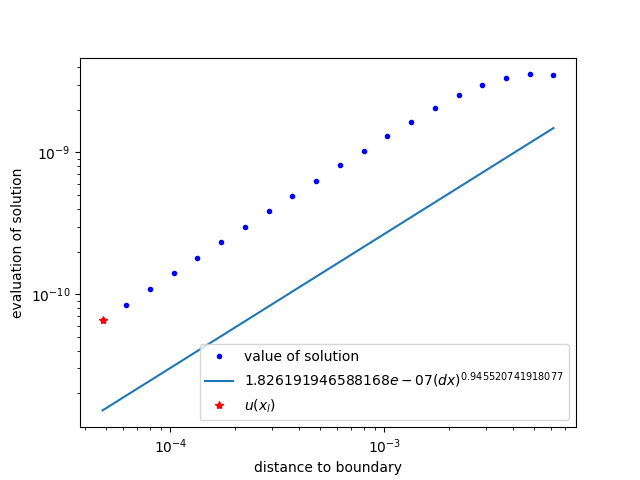 evaluation of solution
10⁻⁹
10⁻¹⁰
value of solution
1.826191946588168e − 07(dx)^0.945520741918077
u(x_l)
10⁻⁴
10⁻³
distance to boundary